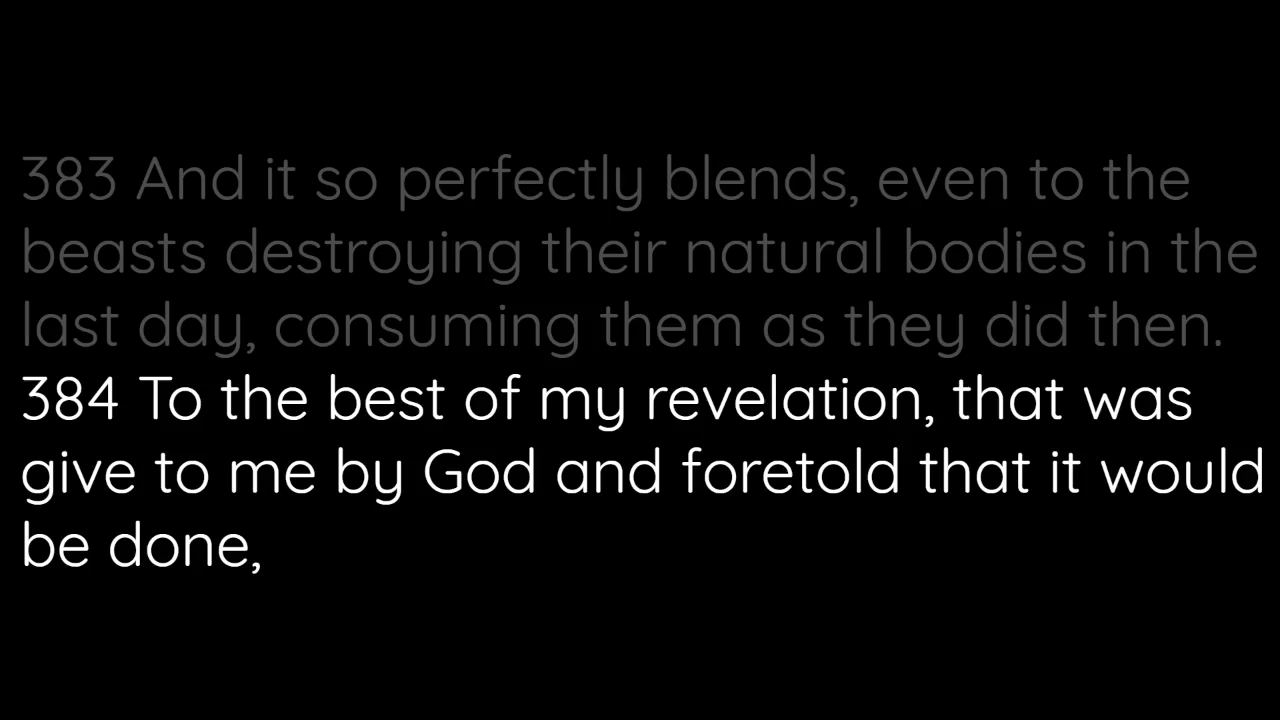 383 And it so perfectly blends, even to the
beasts destroying their natural bodies in the
last day, consuming them as they did then.
384 To the best of my revelation, that was
give to me by God and foretold that it would
be done,